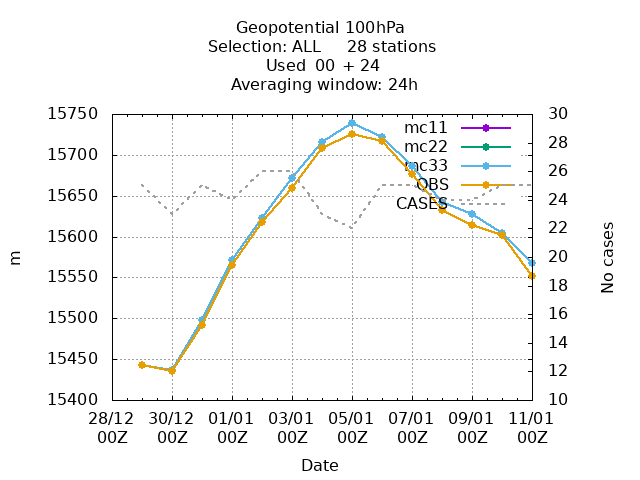 Geopotential 100hPa
Selection: ALL 28 stations
Used 00 + 24
Averaging window: 24h
15750
15700
15650
15600
15550
15500
15450
15400
m
30
28
26
24
22
20
18
16
14
12
10
No cases
mc11
mc22
mc33
OBS
CASES
28/12 30/12 01/01 03/01 05/01 07/01 09/01 11/01
00Z 00Z 00Z 00Z 00Z 00Z 00Z 00Z
Date